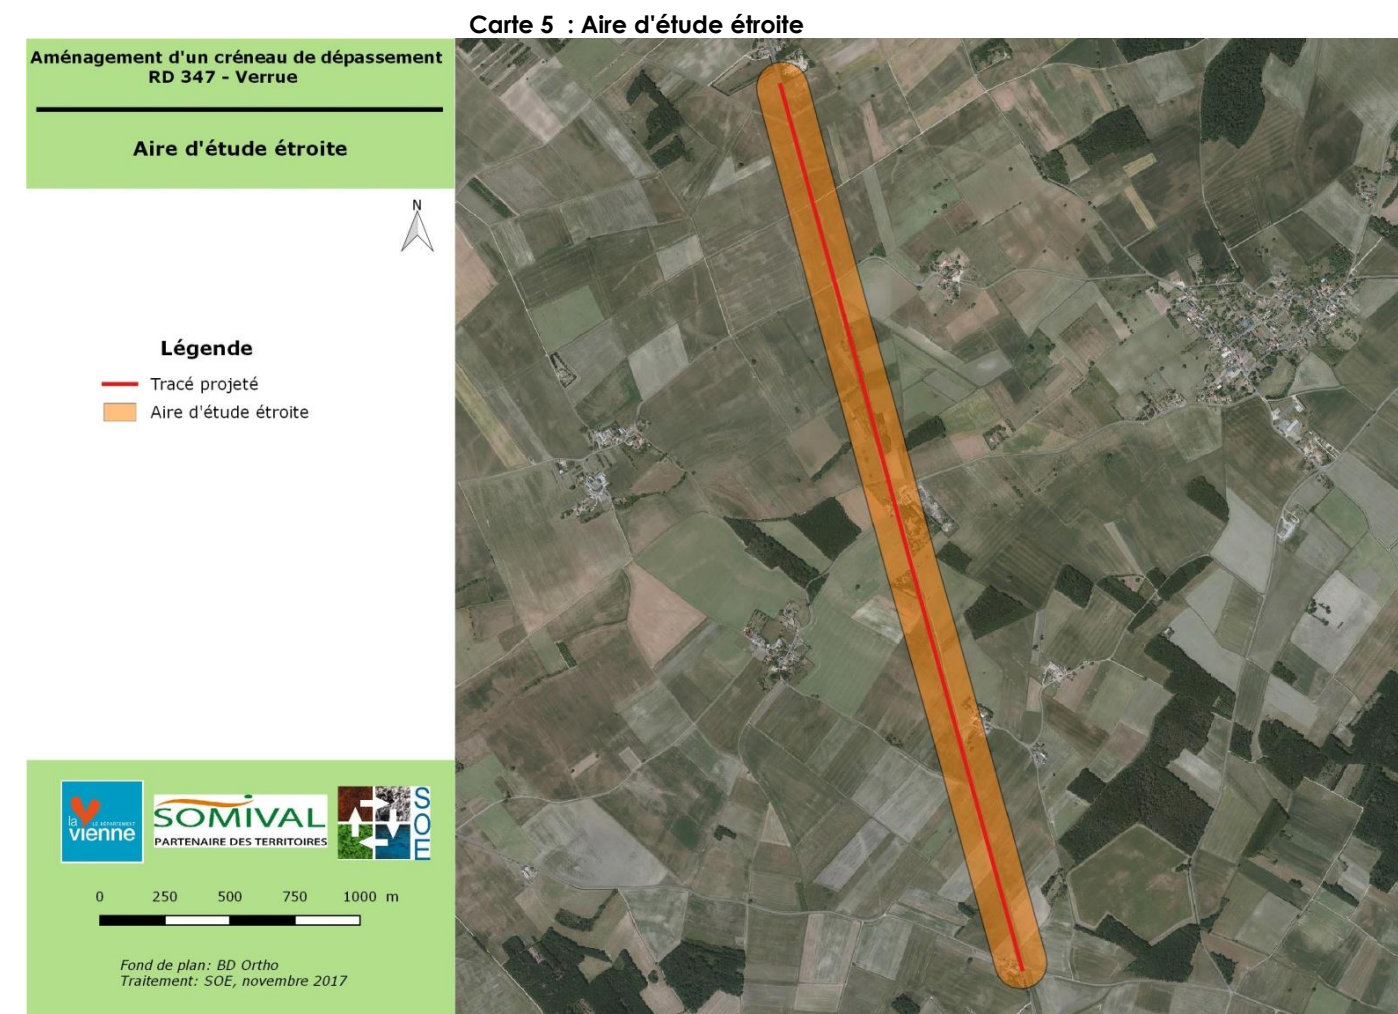 Carte 5  : Aire d'étude étroite
Aménagement d'un créneau de dépassement
RD 347 - Verrue
Aire d'étude étroite
N
Légende
Tracé projeté
Aire d'étude étroite
la
LE DÉPARTEMENT
vienne
SOMIVAL
PARTENAIRE DES TERRITOIRES
SOE
0 250 500 750 1000 m
Fond de plan: BD Ortho
Traitement: SOE, novembre 2017